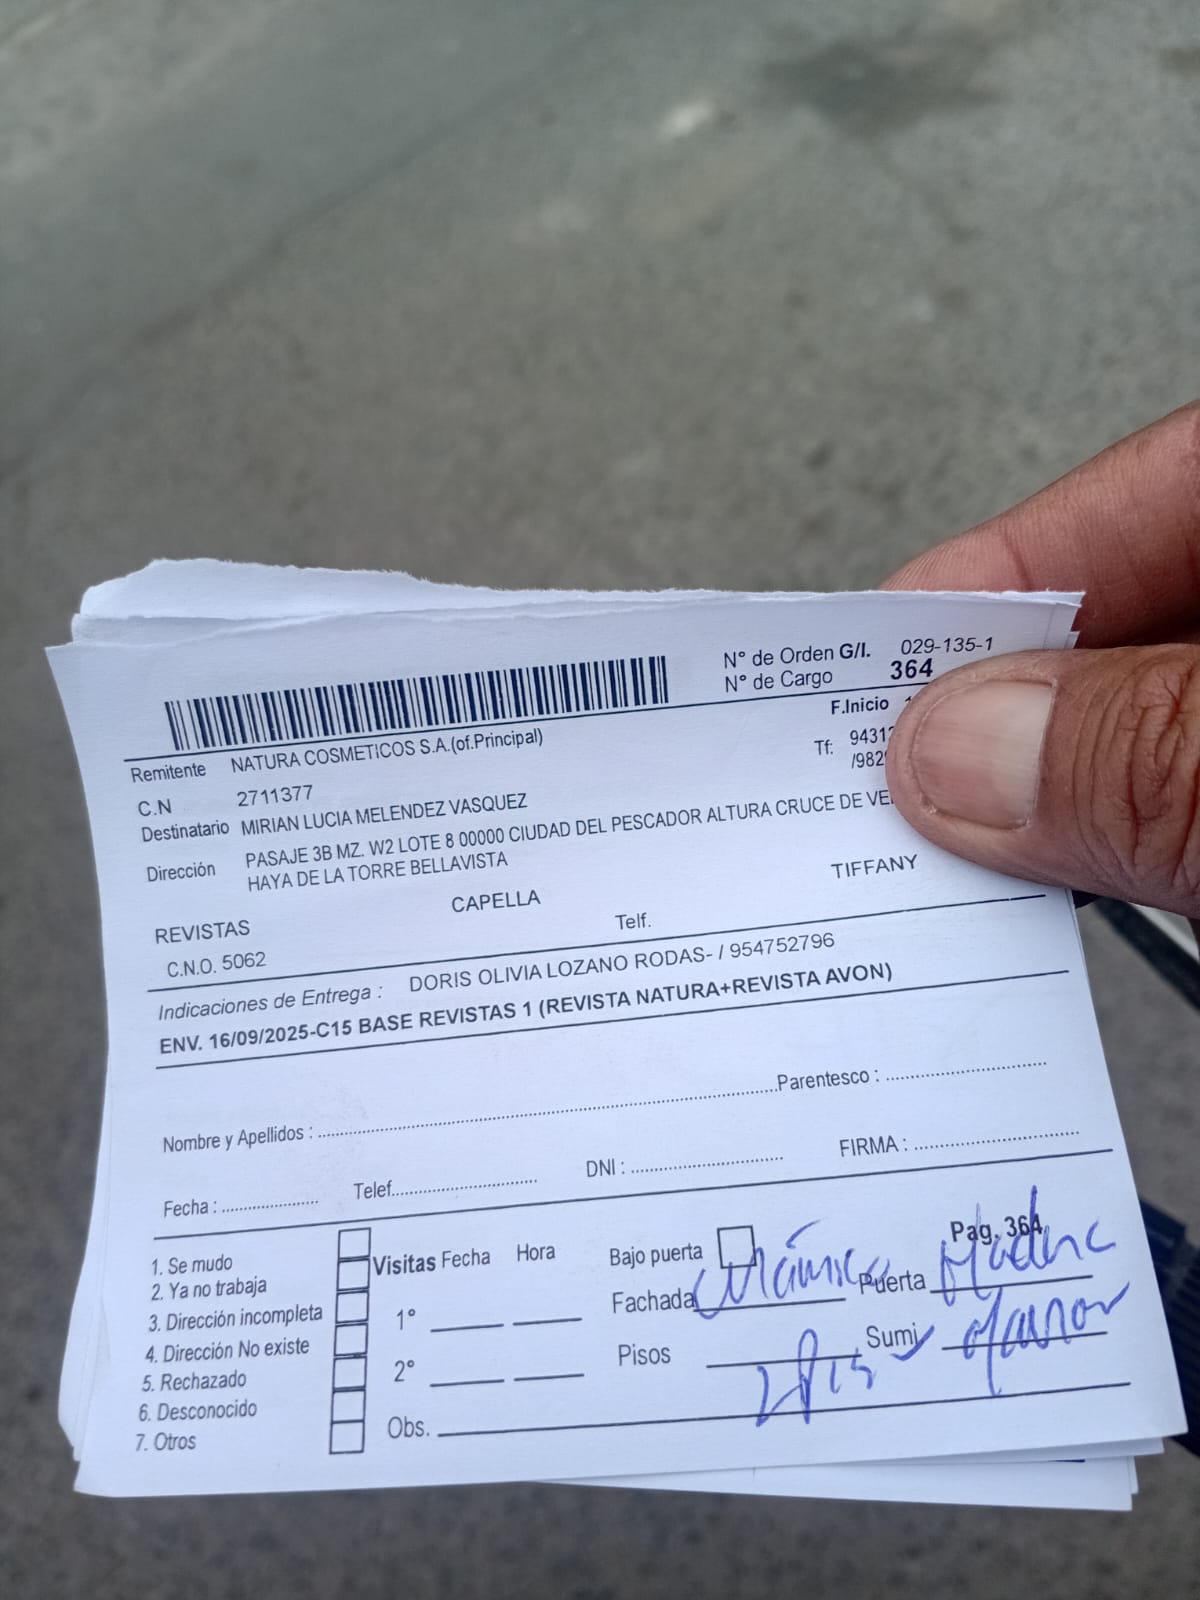 N° de Orden G/I. 029-135-1
N° de Cargo 364
F.Inicio
Remitente NATURA COSMETICOS S.A.(of.Principal)
Tf: 94312
/982
C.N 2711377
Destinatario MIRIAN LUCIA MELENDEZ VASQUEZ
Dirección PASAJE 3B MZ. W2 LOTE 8 00000 CIUDAD DEL PESCADOR ALTURA CRUCE DE
HAYA DE LA TORRE BELLAVISTA
REVISTAS CAPELLA TIFFANY
C.N.O. 5062 Telf.
Indicaciones de Entrega : DORIS OLIVIA LOZANO RODAS- / 954752796
ENV. 16/09/2025-C15 BASE REVISTAS 1 (REVISTA NATURA+REVISTA AVON)
Nombre y Apellidos : Parentesco :
Fecha : Telef. DNI : FIRMA :
Pag. 364
1. Se mudo
2. Ya no trabaja
3. Dirección incompleta
4. Dirección No existe
5. Rechazado
6. Desconocido
7. Otros
Visitas Fecha Hora
1°
2°
Obs.
Bajo puerta
Fachada Puerta
Pisos 2 Pis Sumi